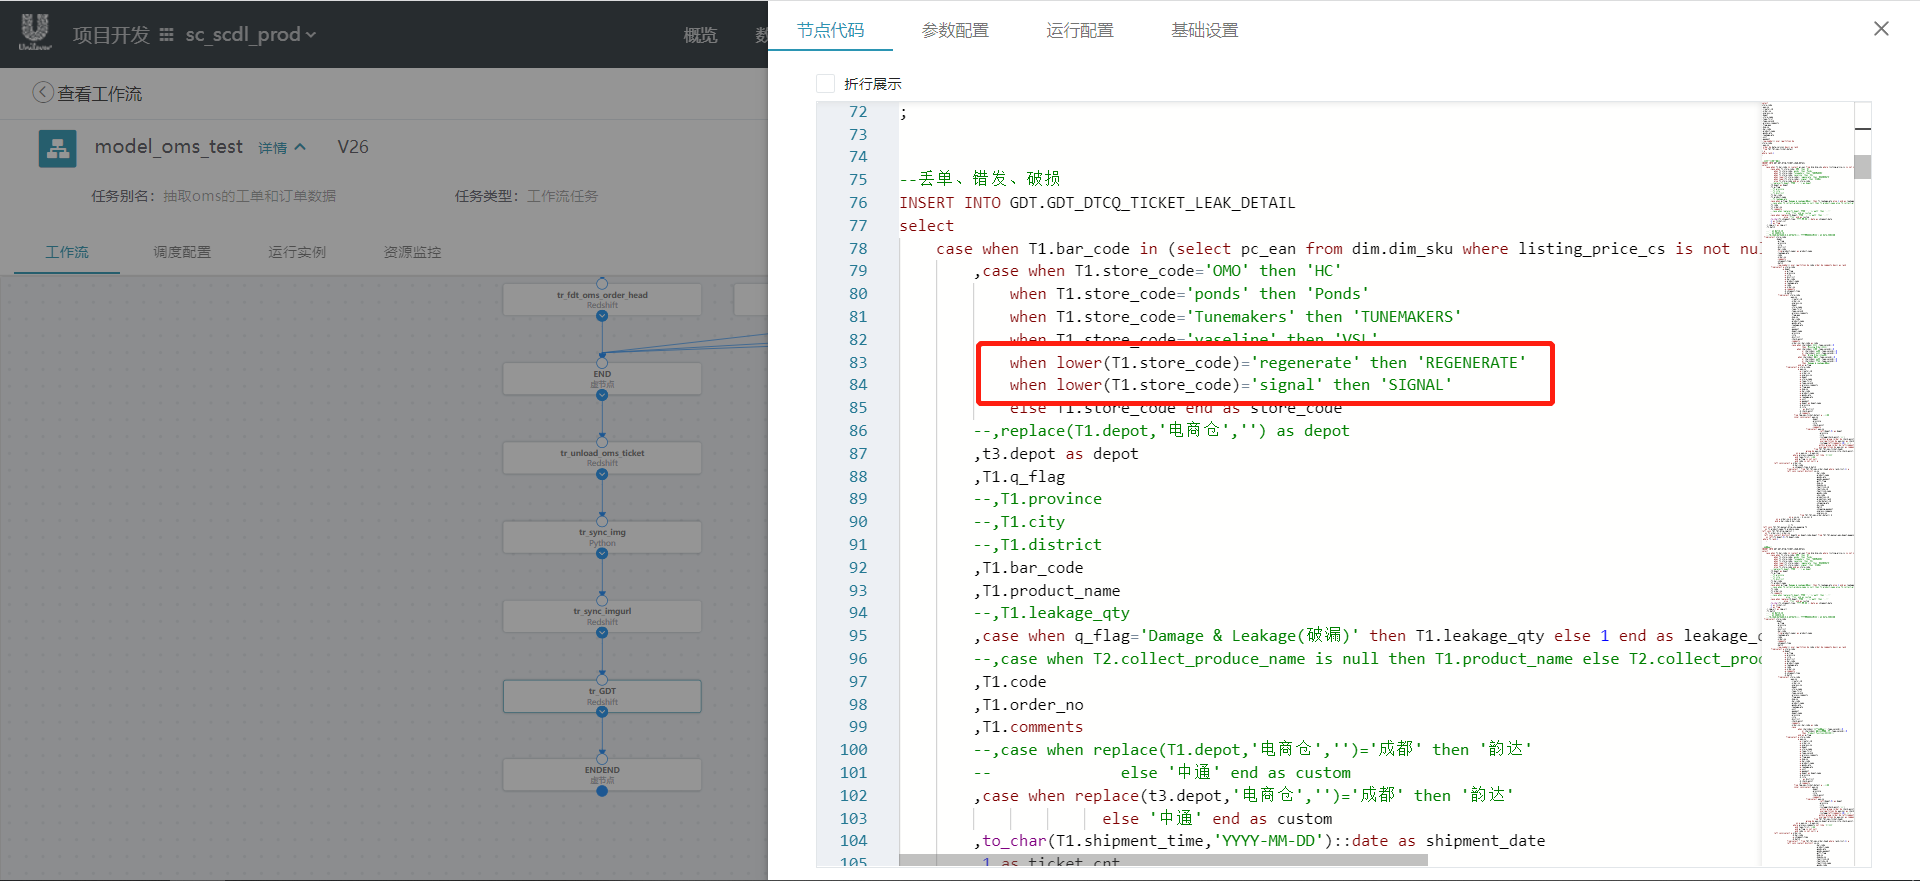 Unilever
项目开发
sc_scdl_prod
概览
查看工作流
model_oms_test
详情
V26
任务别名:
抽取oms的工单和订单数据
任务类型:
工作流任务
工作流
调度配置
运行实例
资源监控
tr_fdt_oms_order_head
Redshift
END
虚节点
tr_unload_oms_ticket
Redshift
tr_sync_img
Python
tr_sync_imgurl
Redshift
tr_GDT
Redshift
ENDEND
虚节点
节点代码
参数配置
运行配置
基础设置
折行展示
72 ;
73
74
75 --丢单、错发、破损
76 INSERT INTO GDT.GDT_DTCQ_TICKET_LEAK_DETAIL
77 select
78 case when T1.bar_code in (select pc_ean from dim.dim_sku where listing_price_cs is not nul
79 ,case when T1.store_code='OMO' then 'HC'
80 when T1.store_code='ponds' then 'Ponds'
81 when T1.store_code='Tunemakers' then 'TUNEMAKERS'
82 when T1.store_code='vaseline' then 'VSL'
83 when lower(T1.store_code)='regenerate' then 'REGENERATE'
84 when lower(T1.store_code)='signal' then 'SIGNAL'
85 else T1.store_code end as store_code
86 --,replace(T1.depot,'电商仓','') as depot
87 ,t3.depot as depot
88 ,T1.q_flag
89 --,T1.province
90 --,T1.city
91 --,T1.district
92 ,T1.bar_code
93 ,T1.product_name
94 --,T1.leakage_qty
95 ,case when q_flag='Damage & Leakage(破漏)' then T1.leakage_qty else 1 end as leakage_q
96 --,case when T2.collect_produce_name is null then T1.product_name else T2.collect_prod
97 ,T1.code
98 ,T1.order_no
99 ,T1.comments
100 --,case when replace(T1.depot,'电商仓','')='成都' then '韵达'
101 -- else '中通' end as custom
102 ,case when replace(t3.depot,'电商仓','')='成都' then '韵达'
103 else '中通' end as custom
104 ,to_char(T1.shipment_time,'YYYY-MM-DD')::date as shipment_date
105 ,1 as ticket_cnt